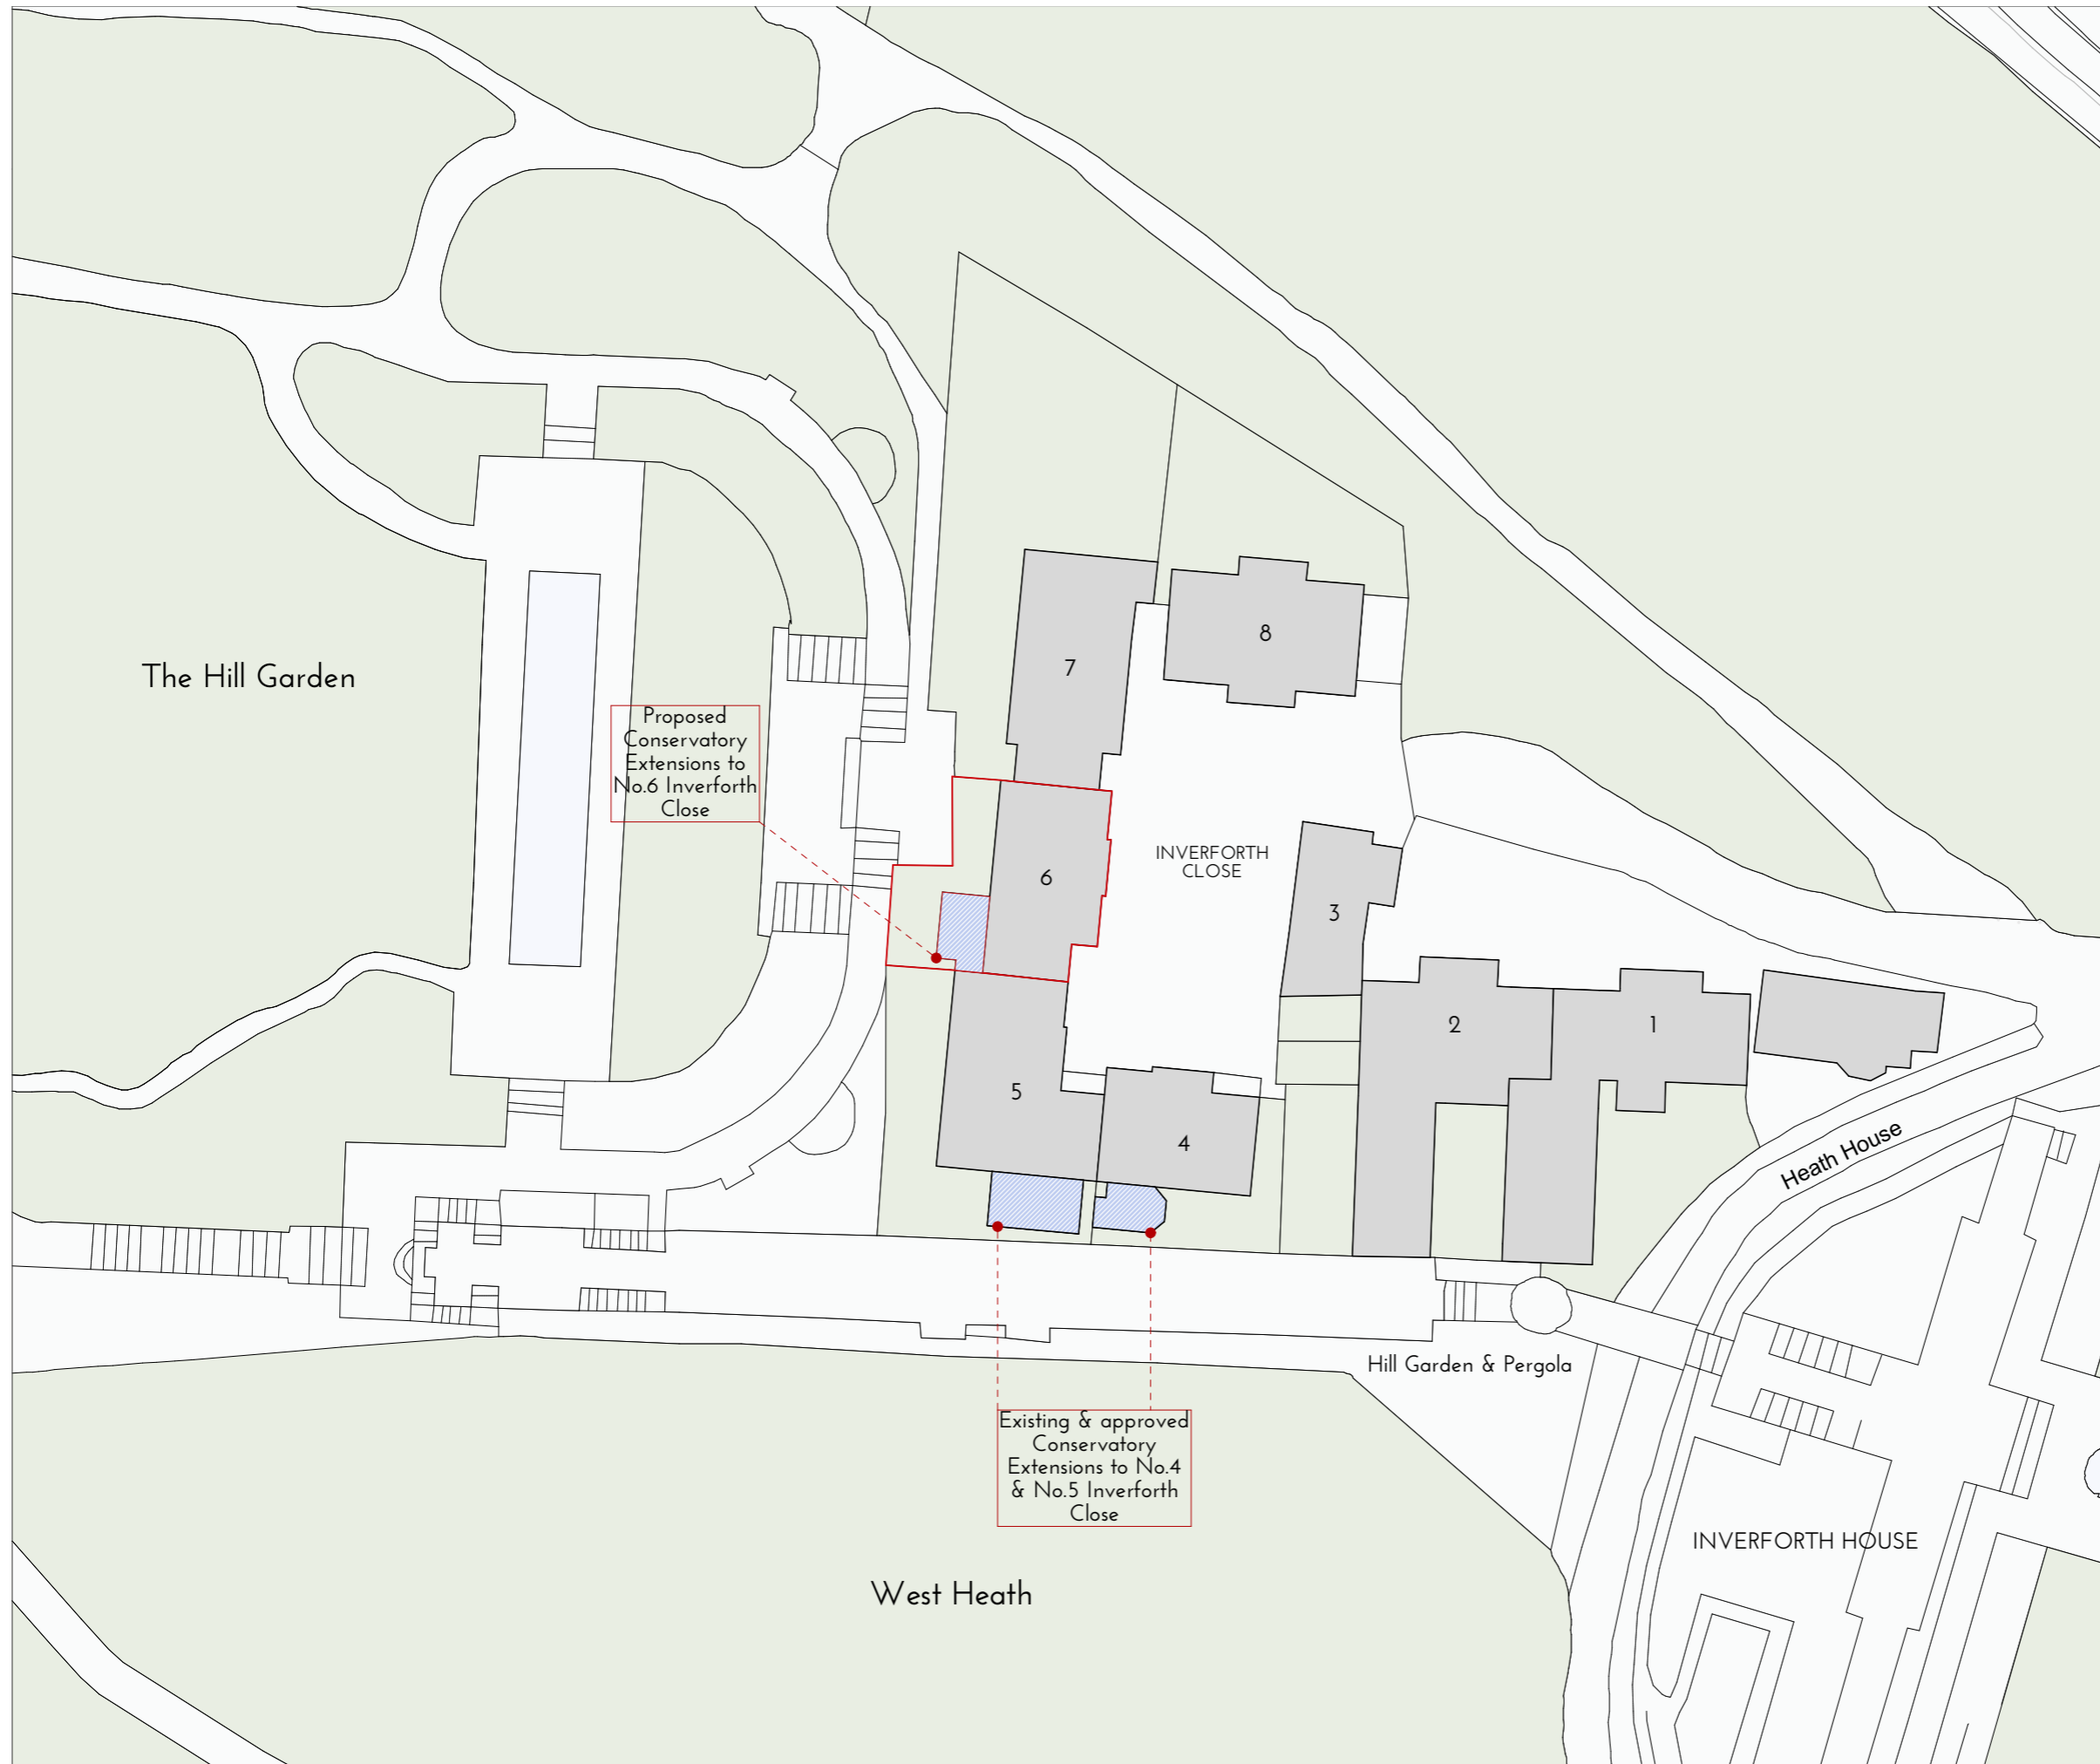 The Hill Garden
Proposed
Conservatory
Extensions to
No.6 Inverforth
Close
7
8
INVERFORTH
CLOSE
6
3
2
1
5
4
Heath House
Hill Garden & Pergola
Existing & approved
Conservatory
Extensions to No.4
& No.5 Inverforth
Close
INVERFORTH HOUSE
West Heath